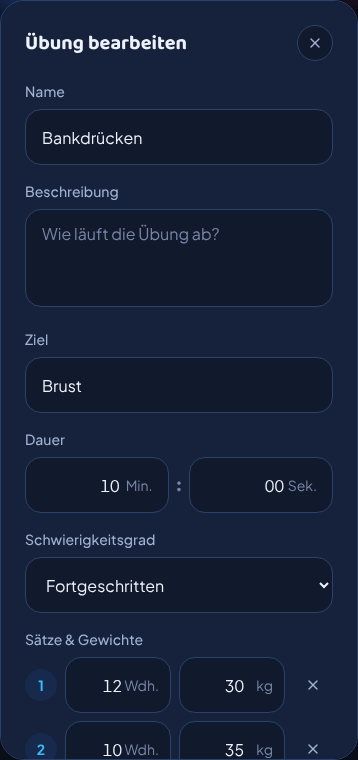 Übung bearbeiten ×
Name
Bankdrücken
Beschreibung
Wie läuft die Übung ab?
Ziel
Brust
Dauer
10 Min. : 00 Sek.
Schwierigkeitsgrad
Fortgeschritten
Sätze & Gewichte
1 12 Wdh. 30 kg ×
2 10 Wdh. 35 kg ×